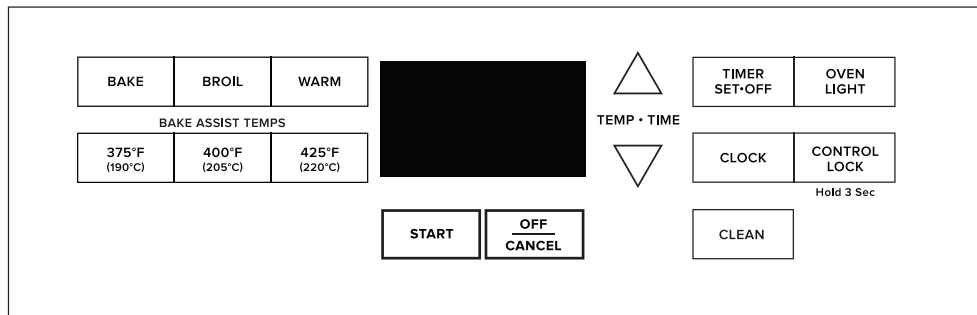 BAKE
BROIL
WARM
BAKE ASSIST TEMPS
375°F
(190°C)
400°F
(205°C)
425°F
(220°C)
TEMP • TIME
START
OFF
CANCEL
TIMER
SET•OFF
OVEN
LIGHT
CLOCK
CONTROL
LOCK
Hold 3 Sec
CLEAN